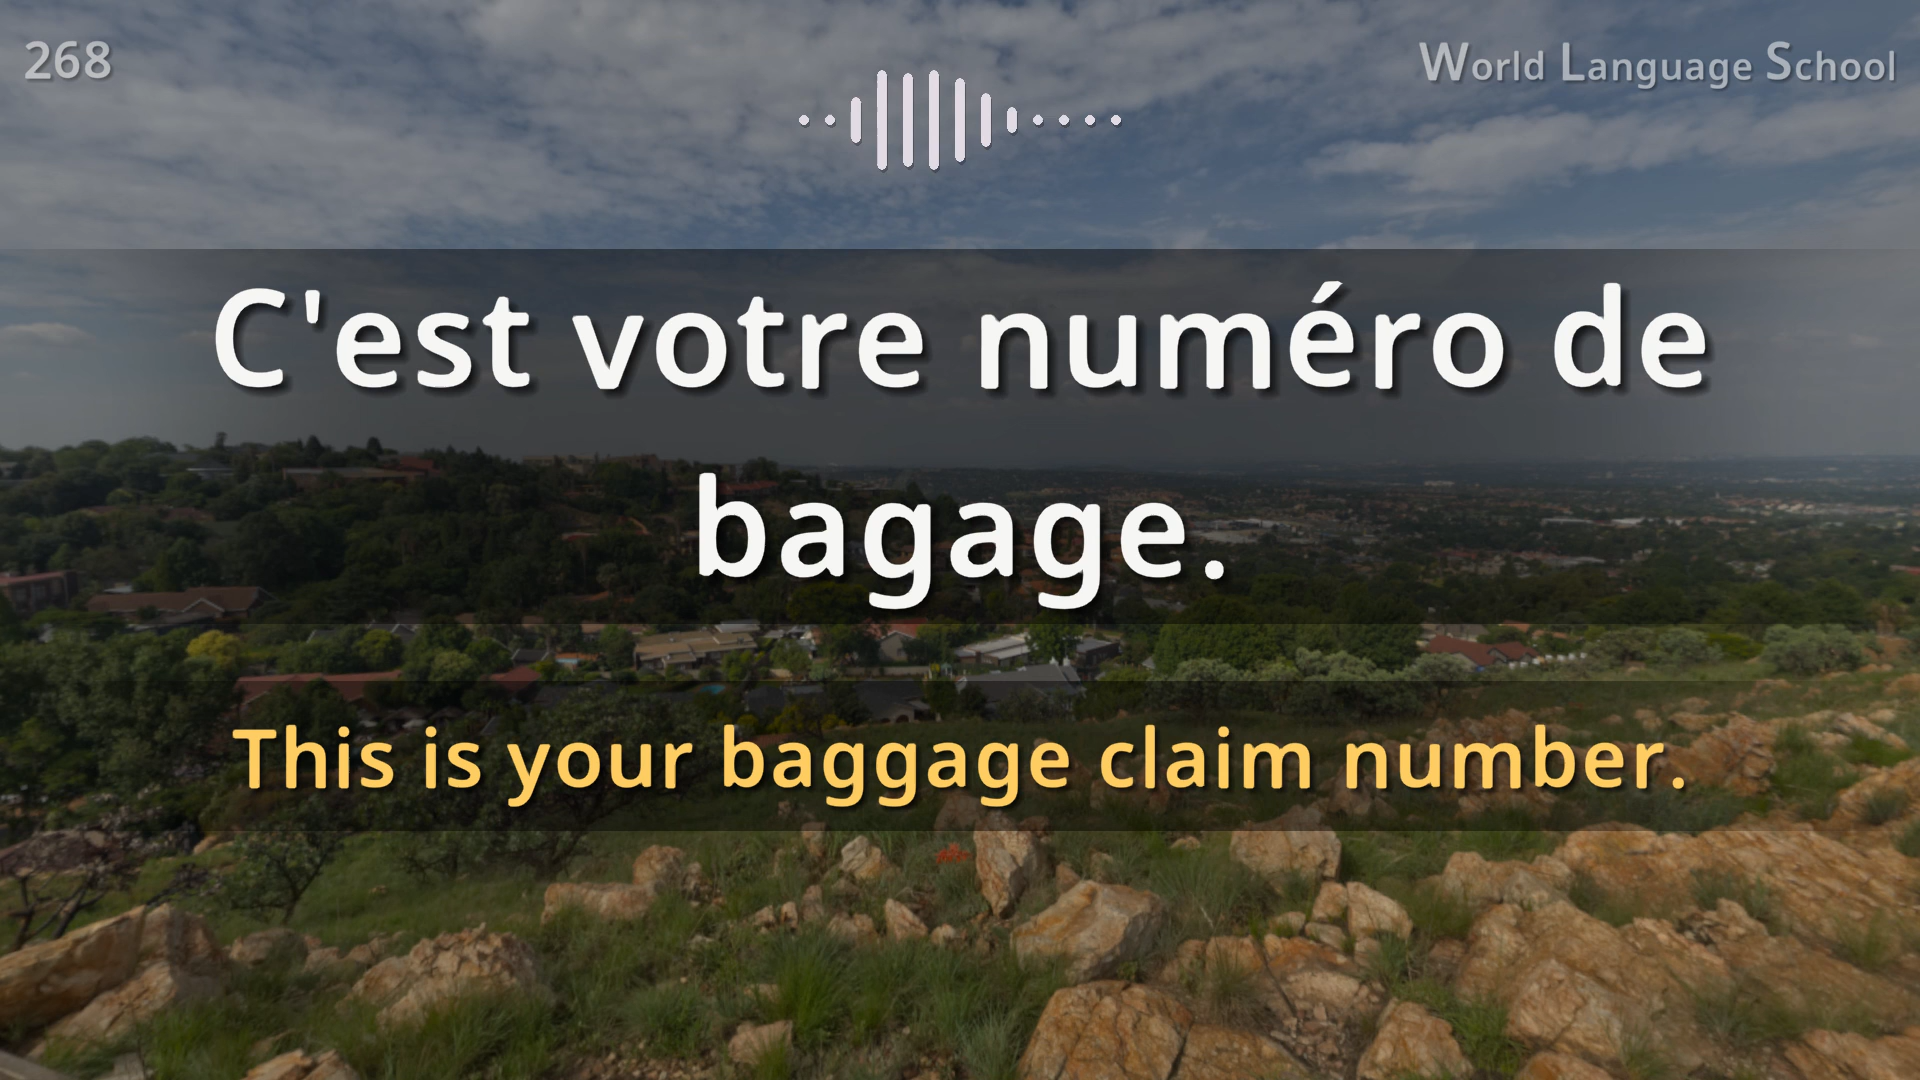 268
World Language School
C'est votre numéro de
bagage.
This is your baggage claim number.